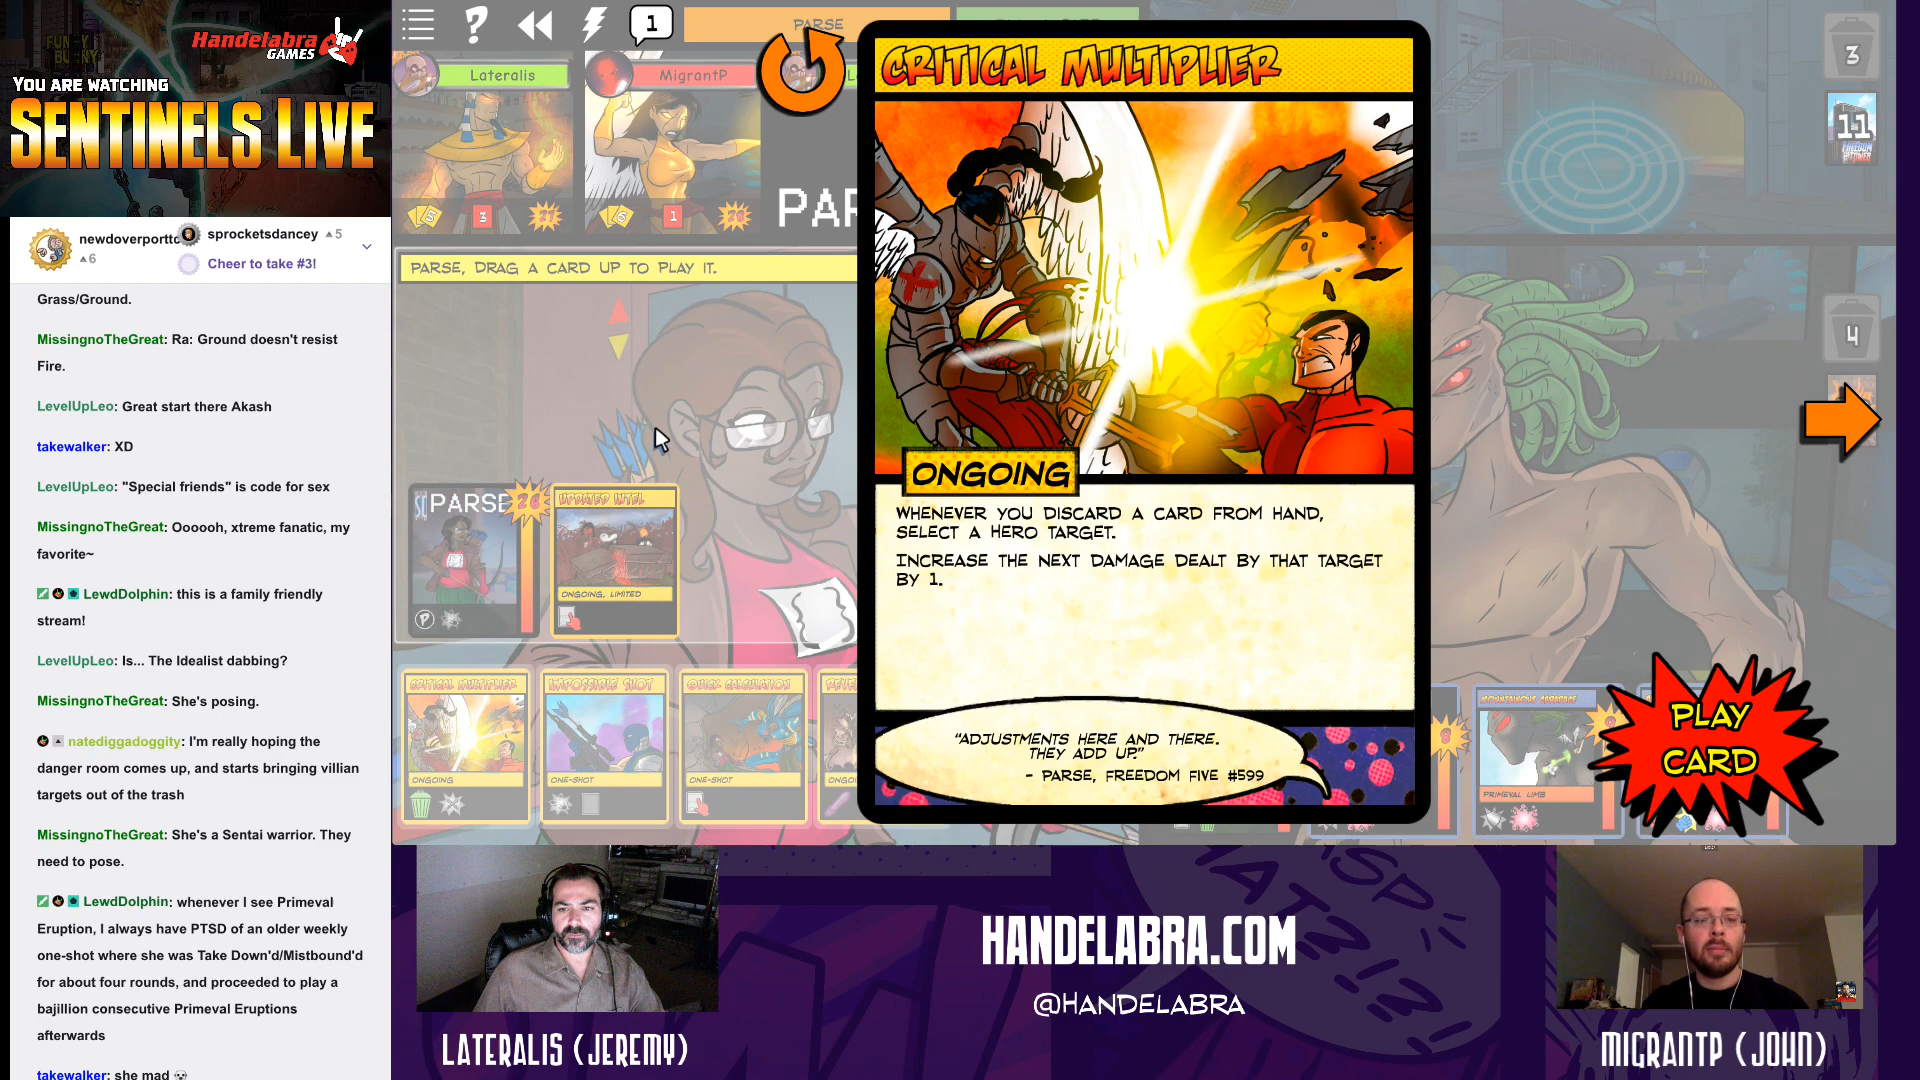 Handelabra
GAMES
YOU ARE WATCHING
SENTINELS LIVE
newdoverportto
6
sprocketsdancey 5
Cheer to take #3!
Grass/Ground.
MissingnoTheGreat: Ra: Ground doesn't resist
Fire.
LevelUpLeo: Great start there Akash
takewalker: XD
LevelUpLeo: "Special friends" is code for sex
MissingnoTheGreat: Oooooh, xtreme fanatic, my
favorite~
LewdDolphin: this is a family friendly
stream!
LevelUpLeo: Is... The Idealist dabbing?
MissingnoTheGreat: She's posing.
natediggadoggity: I'm really hoping the
danger room comes up, and starts bringing villian
targets out of the trash
MissingnoTheGreat: She's a Sentai warrior. They
need to pose.
LewdDolphin: whenever I see Primeval
Eruption, I always have PTSD of an older weekly
one-shot where she was Take Down'd/Mistbound'd
for about four rounds, and proceeded to play a
bajillion consecutive Primeval Eruptions
afterwards
takewalker: she mad
?
1
PARSE
Lateralis
MigrantP
5 3 27
6 1 28
PAR
PARSE, DRAG A CARD UP TO PLAY IT.
PARSE
26
UPDATED INTEL
ONGOING, LIMITED
P
CRITICAL MULTIPLIER
ONGOING
IMPOSSIBLE SHOT
ONE-SHOT
QUICK CALCULATION
ONE-SHOT
CRITICAL MULTIPLIER
ONGOING
WHENEVER YOU DISCARD A CARD FROM HAND,
SELECT A HERO TARGET.
INCREASE THE NEXT DAMAGE DEALT BY THAT TARGET
BY 1.
"ADJUSTMENTS HERE AND THERE.
THEY ADD UP."
- PARSE, FREEDOM FIVE #599
3
11
FREEDOM
TOWER
4
PRIMEVAL LIMB
PLAY
CARD
HANDELABRA.COM
@HANDELABRA
LATERALIS (JEREMY)
MIGRANTP (JOHN)